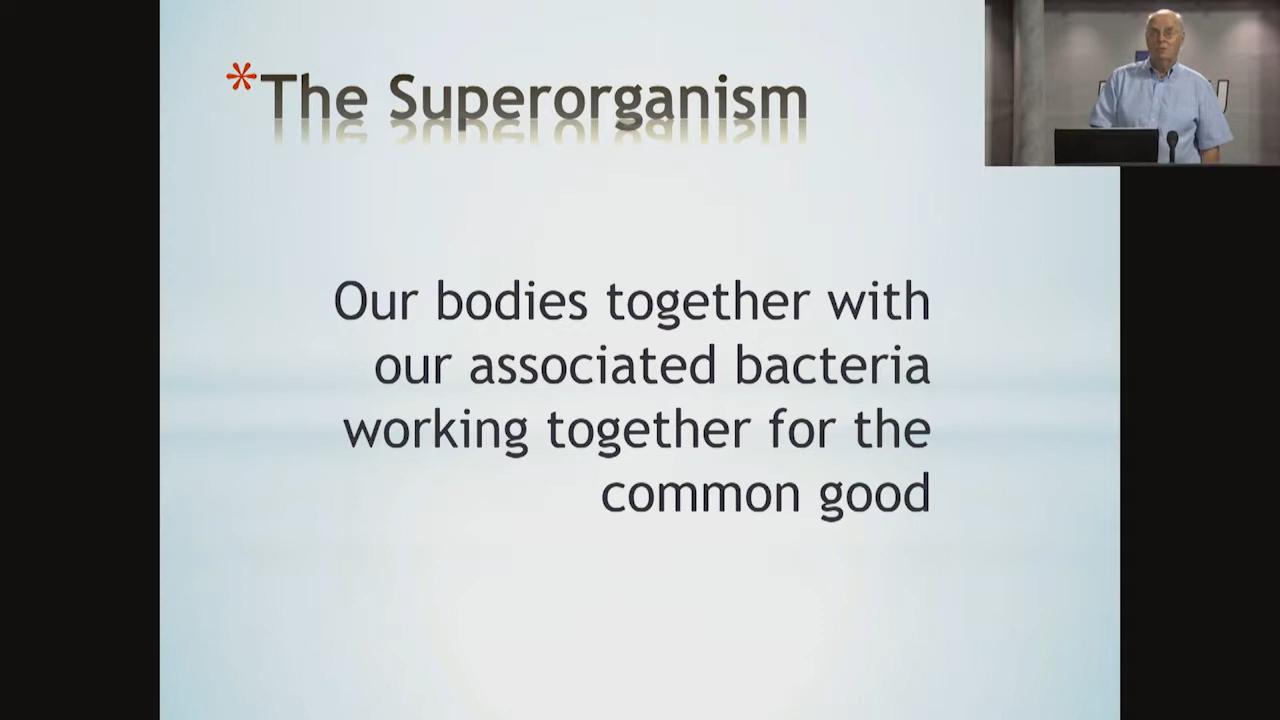 *The Superorganism
Our bodies together with
our associated bacteria
working together for the
common good